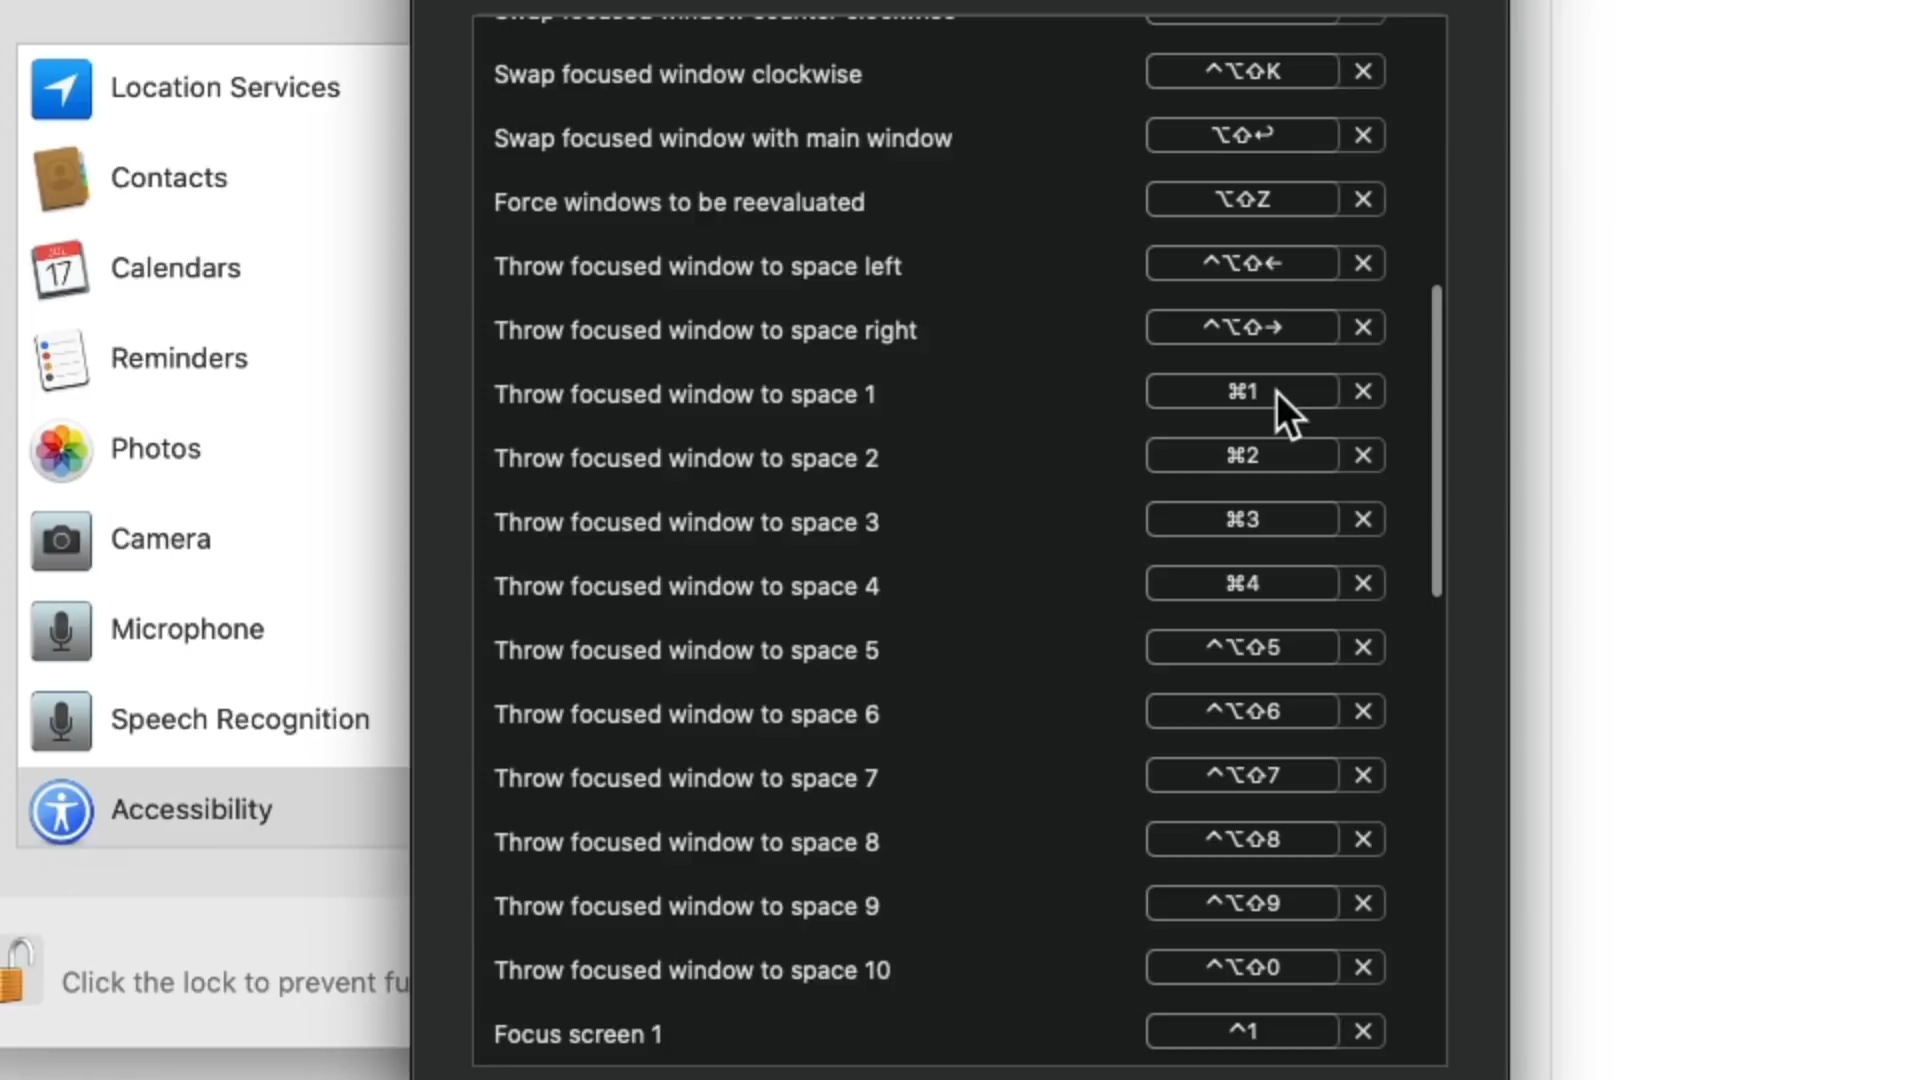 Location Services
Contacts
JUL
17
Calendars
Reminders
Photos
Camera
Microphone
Speech Recognition
Accessibility
Click the lock to prevent fu
Swap focused window counter clockwise
Swap focused window clockwise ^⌥⇧K ✕
Swap focused window with main window ⌥⇧↩ ✕
Force windows to be reevaluated ⌥⇧Z ✕
Throw focused window to space left ^⌥⇧← ✕
Throw focused window to space right ^⌥⇧→ ✕
Throw focused window to space 1 ⌘1 ✕
Throw focused window to space 2 ⌘2 ✕
Throw focused window to space 3 ⌘3 ✕
Throw focused window to space 4 ⌘4 ✕
Throw focused window to space 5 ^⌥⇧5 ✕
Throw focused window to space 6 ^⌥⇧6 ✕
Throw focused window to space 7 ^⌥⇧7 ✕
Throw focused window to space 8 ^⌥⇧8 ✕
Throw focused window to space 9 ^⌥⇧9 ✕
Throw focused window to space 10 ^⌥⇧0 ✕
Focus screen 1 ^1 ✕